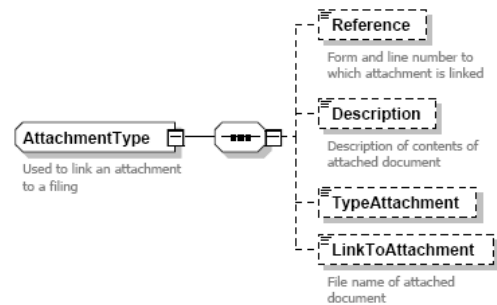 Reference
Form and line number to
which attachment is linked
Description
Description of contents of
attached document
AttachmentType
Used to link an attachment
to a filing
TypeAttachment
LinkToAttachment
File name of attached
document